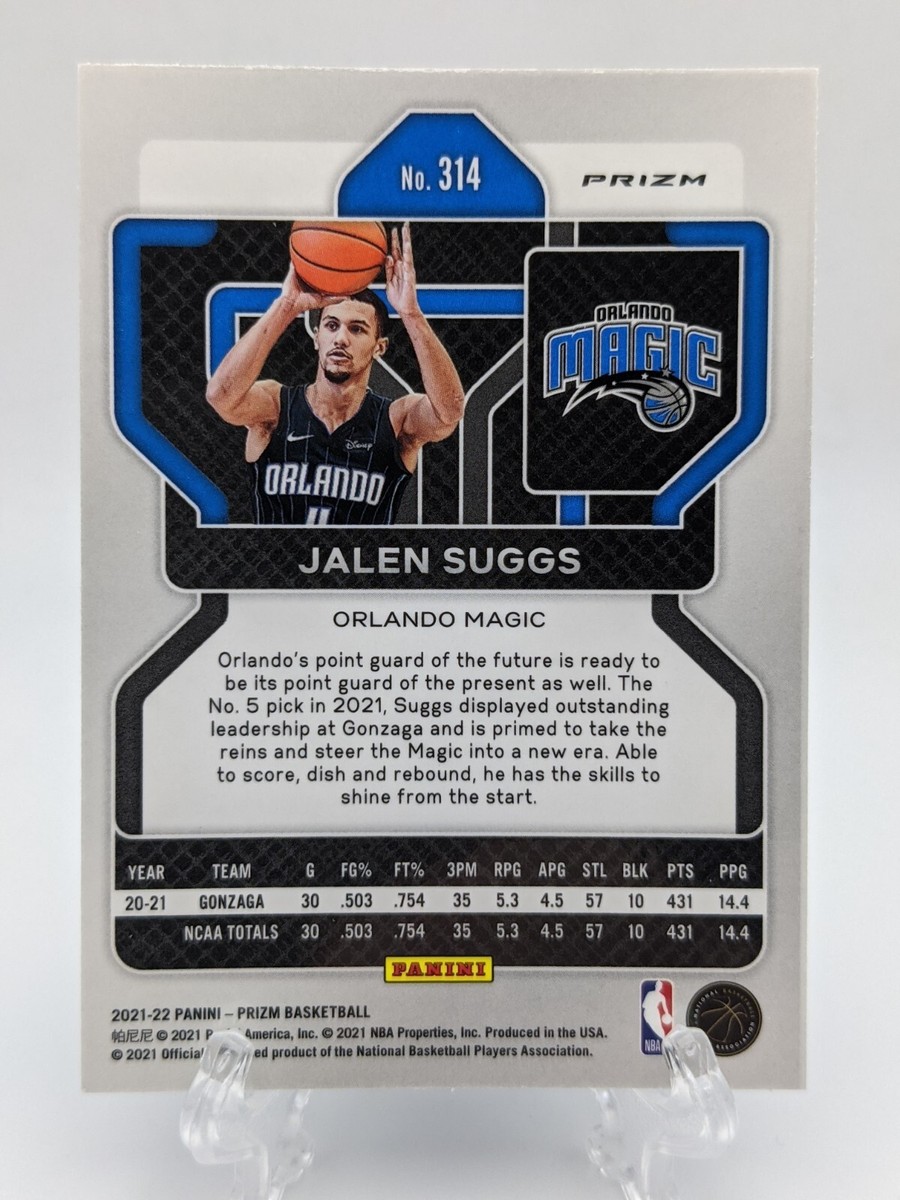 No. 314
PRIZM
ORLANDO
MAGIC
Disney
ORLANDO
JALEN SUGGS
ORLANDO MAGIC
Orlando's point guard of the future is ready to
be its point guard of the present as well. The
No. 5 pick in 2021, Suggs displayed outstanding
leadership at Gonzaga and is primed to take the
reins and steer the Magic into a new era. Able
to score, dish and rebound, he has the skills to
shine from the start.
YEAR TEAM G FG% FT% 3PM RPG APG STL BLK PTS PPG
20-21 GONZAGA 30 .503 .754 35 5.3 4.5 57 10 431 14.4
NCAA TOTALS 30 .503 .754 35 5.3 4.5 57 10 431 14.4
PANINI
2021-22 PANINI – PRIZM BASKETBALL
帕尼尼 © 2021 America, Inc. © 2021 NBA Properties, Inc. Produced in the USA.
© 2021 product of the National Basketball Players Association.
NBA
NATIONAL BASKETBALL
ASSOCIATION